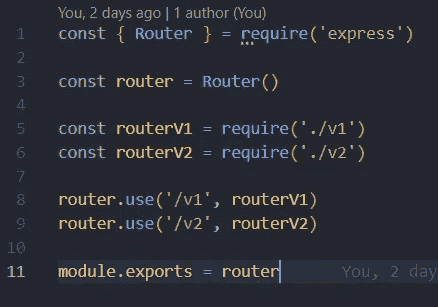 You, 2 days ago | 1 author (You)
1 const { Router } = require('express')
2
3 const router = Router()
4
5 const routerV1 = require('./v1')
6 const routerV2 = require('./v2')
7
8 router.use('/v1', routerV1)
9 router.use('/v2', routerV2)
10
11 module.exports = router You, 2 day